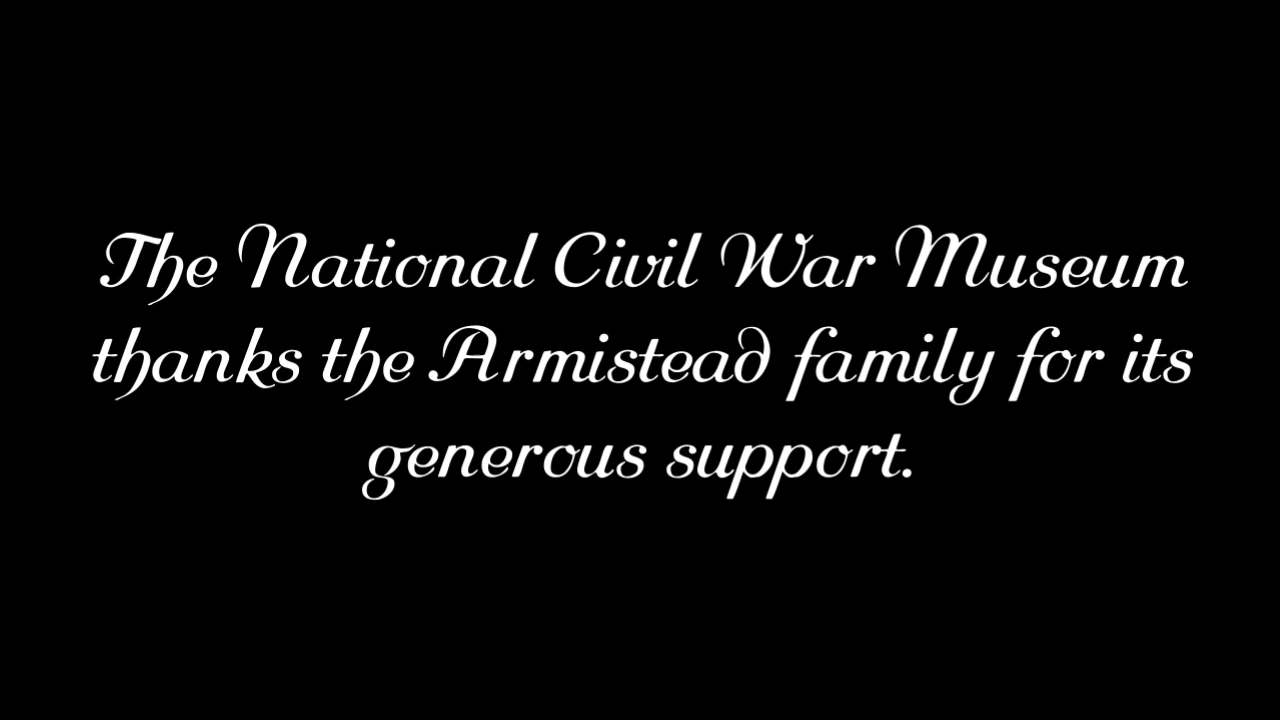 The National Civil War Museum
thanks the Armistead family for its
generous support.